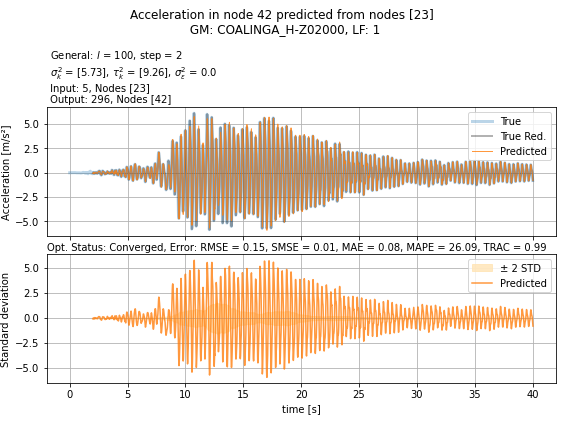 Acceleration in node 42 predicted from nodes [23]
GM: COALINGA_H-Z02000, LF: 1
General: l = 100, step = 2
σ²ₖ = [5.73], τ²ₖ = [9.26], σ²ε = 0.0
Input: 5, Nodes [23]
Output: 296, Nodes [42]
Acceleration [m/s²]
5.0
2.5
0.0
−2.5
−5.0
True
True Red.
Predicted
Opt. Status: Converged, Error: RMSE = 0.15, SMSE = 0.01, MAE = 0.08, MAPE = 26.09, TRAC = 0.99
Standard deviation
5.0
2.5
0.0
−2.5
−5.0
± 2 STD
Predicted
0 5 10 15 20 25 30 35 40
time [s]